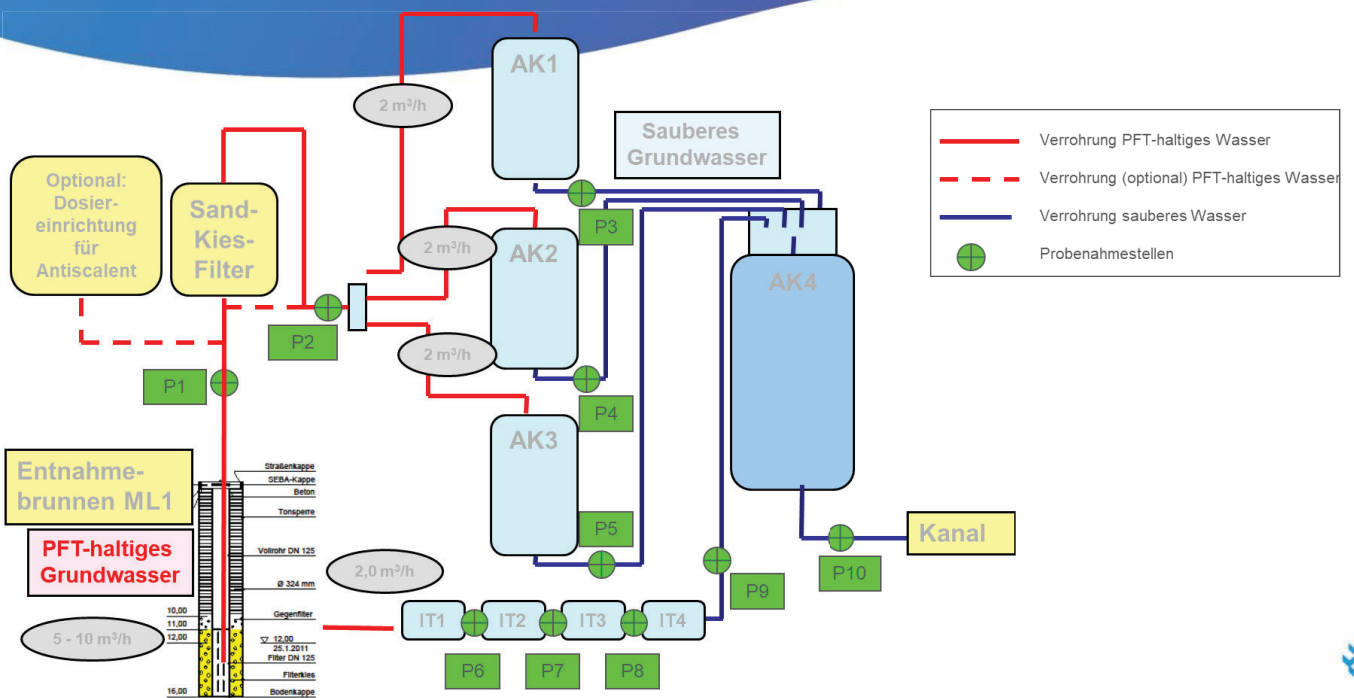 AK1
2 m³/h
Sauberes
Grundwasser
Verrohrung PFT-haltiges Wasser
Verrohrung (optional) PFT-haltiges Wasser
Verrohrung sauberes Wasser
Probenahmestellen
Optional:
Dosier-
einrichtung
für
Antiscalent
Sand-
Kies-
Filter
P3
2 m³/h
AK2
AK4
P2
2 m³/h
P1
P4
AK3
Entnahme-
brunnen ML1
Straßenkappe
SEBA-Kappe
Beton
Tonsperre
P5
Kanal
PFT-haltiges
Grundwasser
Vollrohr DN 125
2,0 m³/h
P9
P10
Ø 324 mm
10,00
Gegenfilter
11,00
12,00
IT1
IT2
IT3
IT4
5 - 10 m³/h
12,00
25.1.2011
Filter DN 125
P6
P7
P8
Filterkies
16,00
Bodenkappe